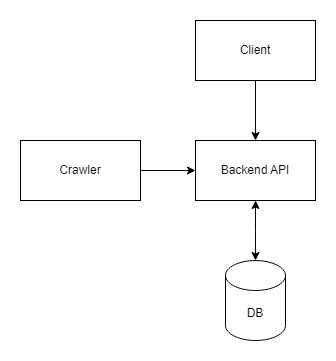 Client
Crawler
Backend API
DB